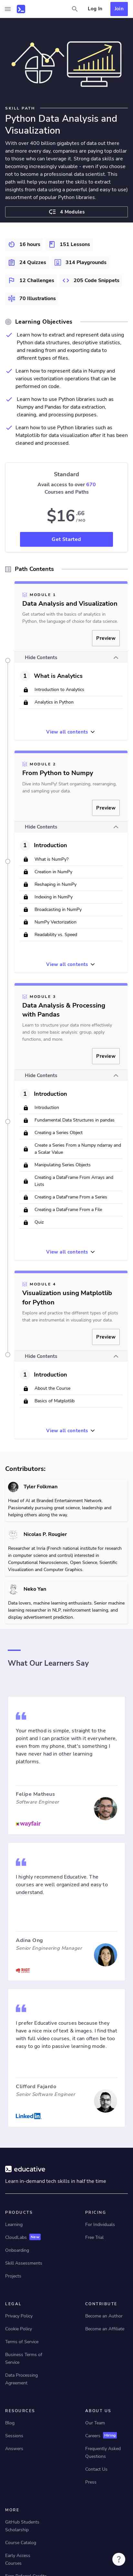 Log In
Join
SKILL PATH
Python Data Analysis and
Visualization
With over 400 billion gigabytes of data out there
already, and more being generated every day, the
ability to make sense of that data gives a leg up
to those who can leverage it. Strong data skills are
becoming increasingly valuable - even if you don't
choose to become a data professional. This skill
path will help you master the skills to extract
insights from data using a powerful (and easy to
use) assortment of popular Python libraries.
4 Modules
16 hours
151 Lessons
24 Quizzes
314 Playgrounds
12 Challenges
205 Code Snippets
70 Illustrations
Learning Objectives
Learn how to extract and report data using
Python data types, simple arithmetic, statistics,
and reading from and exporting data to
different types of files.
Learn how to represent data in Numpy and
various vectorization operations that can be
performed on code.
Learn how to use Python libraries such as
Numpy and Pandas for data extraction,
cleaning, and processing purposes.
Learn how to use Python libraries such as
Matplotlib for data visualization after it has been
cleaned and processed.
Standard
Avail access to over 670
Courses and Paths
$16.66
/mo
Get Started
Path Contents
MODULE 1
Data Analysis and Visualization
Get started with the basics of analytics in
Python, the language of choice for data science.
Preview
Hide Contents
1 What is Analytics
Introduction to Analytics
Analytics in Python
View all contents
MODULE 2
From Python to Numpy
Dive into NumPy! Start organizing, rearranging,
and sampling your data.
Preview
Hide Contents
1 Introduction
What is NumPy?
Creation in NumPy
Reshaping in NumPy
Indexing in NumPy
Broadcasting in NumPy
NumPy Vectorization
Readability vs. Speed
View all contents
MODULE 3
Data Analysis & Processing
with Pandas
Learn to structure your data more effectively
and do some basic analysis: group, apply
functions, and more.
Preview
Hide Contents
1 Introduction
Introduction
Fundamental Data Structures in pandas
Creating a Series Object
Create a Series From a Numpy ndarray and
a Scalar Value
Manipulating Series Objects
Creating a DataFrame From Arrays and
Lists
Creating a DataFrame From a Series
Creating a DataFrame From a File
Quiz
View all contents
MODULE 4
Visualization using Matplotlib
for Python
Explore and practice the different types of plots
that are instrumental in visualizing your data.
Preview
Hide Contents
1 Introduction
About the Course
Basics of Matplotlib
View all contents
Contributors:
Tyler Folkman
Head of AI at Branded Entertainment Network.
Passionately pursuing great science, leadership and
helping others along the way.
Nicolas P. Rougier
Researcher at Inria (French national institute for research
in computer science and control) interested in
Computational Neurosciences. Open Science, Scientific
Visualization and Computer Graphics.
Neko Yan
Data lovers, machine learning enthusiasts. Senior machine
learning researcher in NLP, reinforcement learning, and
display advertisement prediction.
What Our Learners Say
Your method is simple, straight to the
point and I can practice with it everywhere,
even from my phone, that's something I
have never had in other learning
platforms.
Felipe Matheus
Software Engineer
wayfair
I highly recommend Educative. The
courses are well organized and easy to
understand.
Adina Ong
Senior Engineering Manager
I prefer Educative courses because they
have a nice mix of text & images. I find that
with full video courses, it can often be too
easy to go into passive learning mode.
Clifford Fajardo
Senior Software Engineer
LinkedIn
educative
Learn in-demand tech skills in half the time
PRODUCTS
PRICING
Learning
For Individuals
CloudLabs New
Free Trial
Onboarding
Skill Assessments
Projects
LEGAL
CONTRIBUTE
Privacy Policy
Become an Author
Cookie Policy
Become an Affiliate
Terms of Service
Business Terms of
Service
Data Processing
Agreement
RESOURCES
ABOUT US
Blog
Our Team
Sessions
Careers Hiring
Answers
Frequently Asked
Questions
Contact Us
Press
MORE
GitHub Students
Scholarship
Course Catalog
Early Access
Courses
?